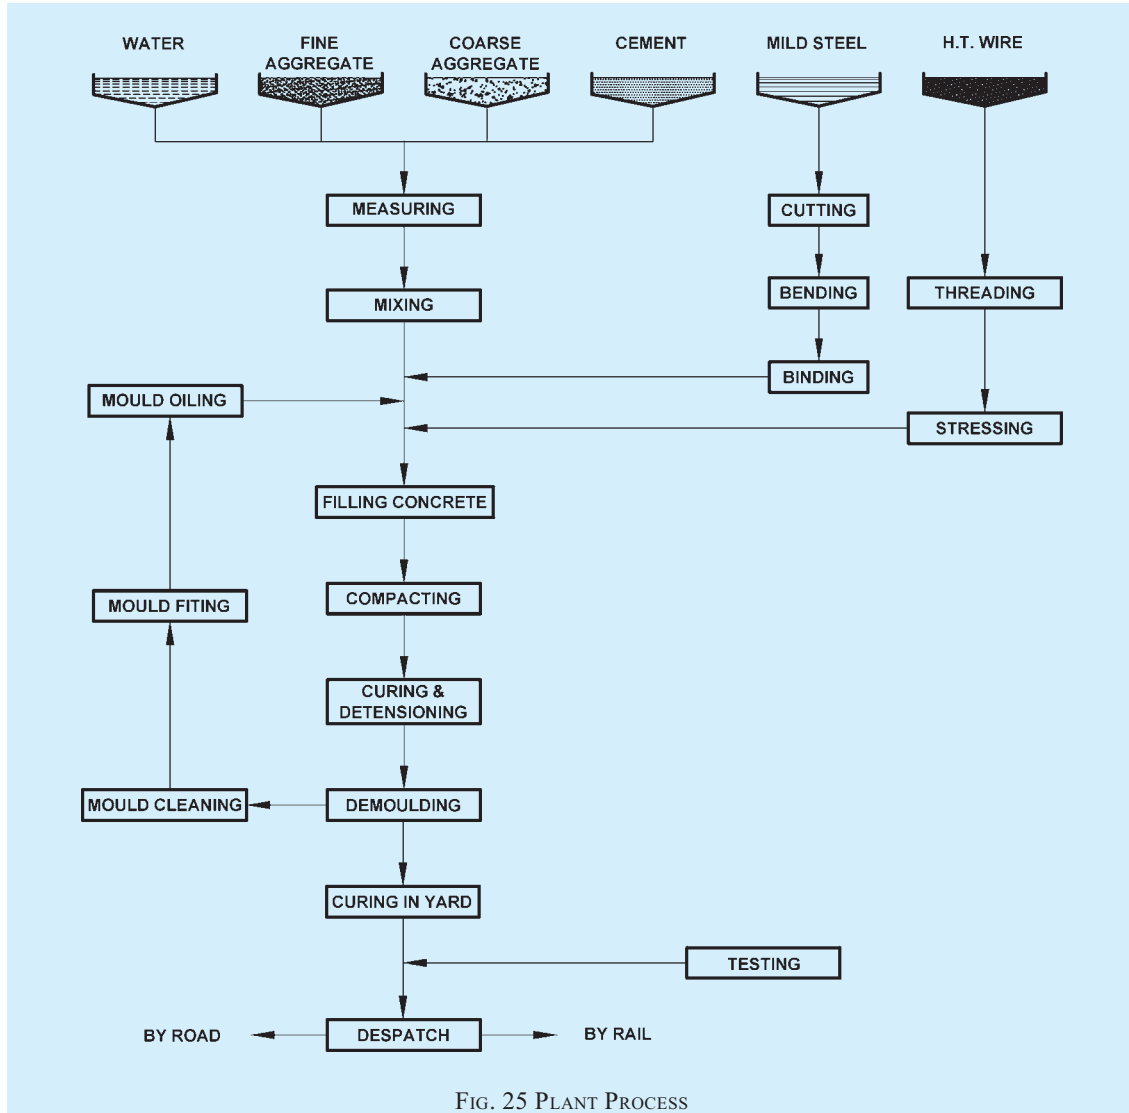 WATER
FINE
AGGREGATE
COARSE
AGGREGATE
CEMENT
MILD STEEL
H.T. WIRE
MEASURING
CUTTING
MIXING
BENDING
THREADING
BINDING
MOULD OILING
STRESSING
FILLING CONCRETE
COMPACTING
MOULD FITING
CURING &
DETENSIONING
MOULD CLEANING
DEMOULDING
CURING IN YARD
TESTING
BY ROAD
DESPATCH
BY RAIL
FIG. 25 PLANT PROCESS